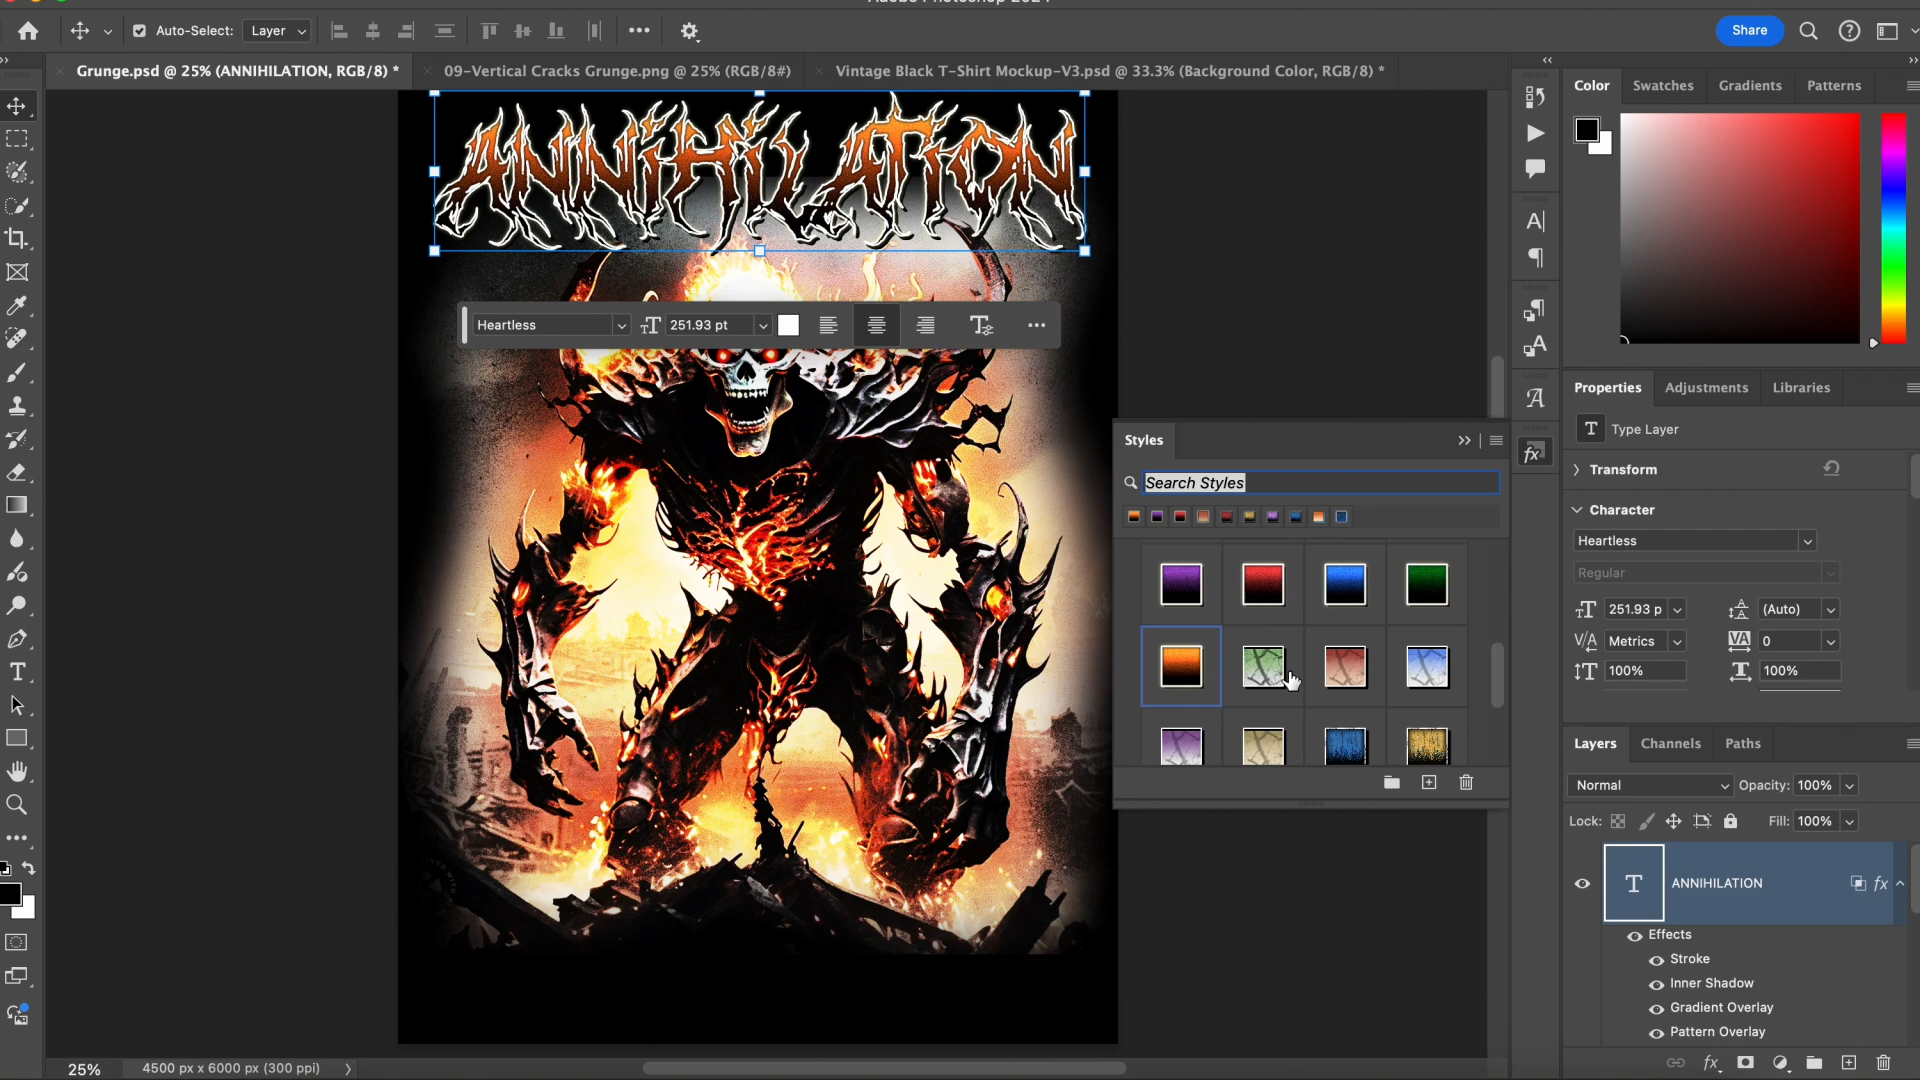 Auto-Select:
Layer
Share
Grunge.psd @ 25% (ANNIHILATION, RGB/8) *
09-Vertical Cracks Grunge.png @ 25% (RGB/8#)
Vintage Black T-Shirt Mockup-V3.psd @ 33.3% (Background Color, RGB/8) *
Color
Swatches
Gradients
Patterns
ANNIHILATION
Heartless
251.93 pt
Properties
Adjustments
Libraries
Type Layer
Styles
Search Styles
Transform
Character
Heartless
Regular
251.93 p
(Auto)
Metrics
0
100%
100%
Layers
Channels
Paths
Normal
Opacity:
100%
Lock:
Fill:
100%
ANNIHILATION
fx
Effects
Stroke
Inner Shadow
Gradient Overlay
Pattern Overlay
25%
4500 px x 6000 px (300 ppi)